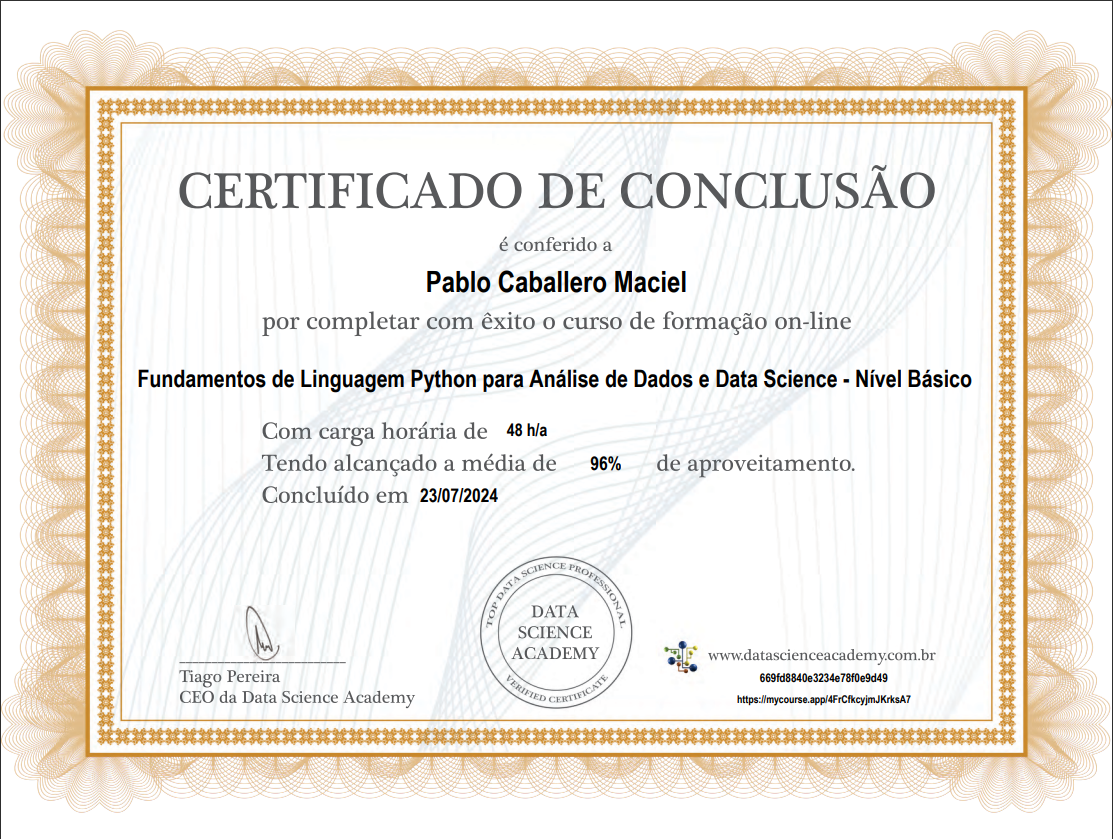 CERTIFICADO DE CONCLUSÃO
é conferido a
Pablo Caballero Maciel
por completar com êxito o curso de formação on-line
Fundamentos de Linguagem Python para Análise de Dados e Data Science - Nível Básico
Com carga horária de 48 h/a
Tendo alcançado a média de 96% de aproveitamento.
Concluído em 23/07/2024
TOP DATA SCIENCE PROFESSIONAL
DATA
SCIENCE
ACADEMY
VERIFIED CERTIFICATE
Tiago Pereira
CEO da Data Science Academy
www.datascienceacademy.com.br
669fd8840e3234e78f0e9d49
https://mycourse.app/4FrCfkcyjmJKrksA7